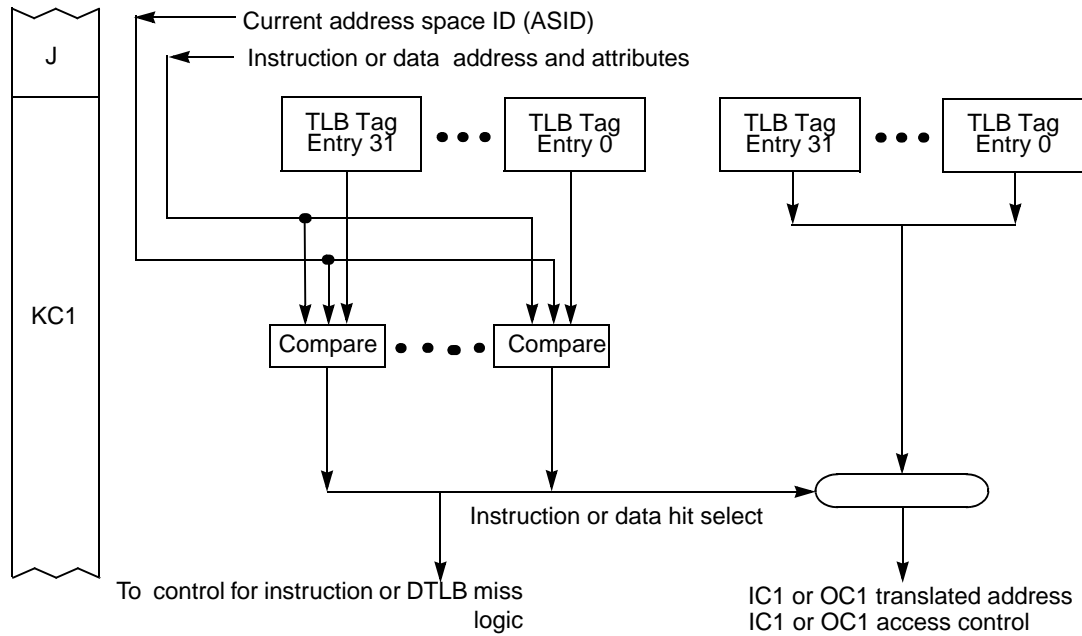 J
Current address space ID (ASID)
Instruction or data address and attributes
TLB Tag
Entry 31
TLB Tag
Entry 0
TLB Tag
Entry 31
TLB Tag
Entry 0
KC1
Compare
Compare
Instruction or data hit select
To control for instruction or DTLB miss
logic
IC1 or OC1 translated address
IC1 or OC1 access control